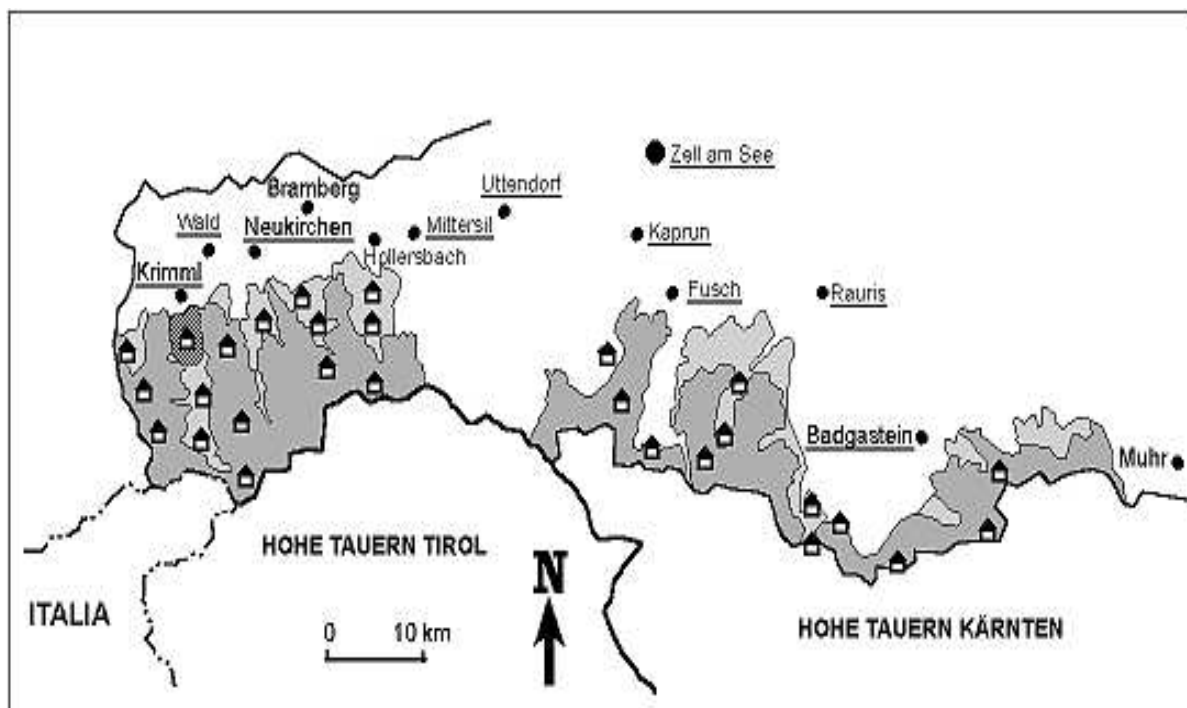 Zell am See
Bramberg
Uttendorf
Wald
Neukirchen
Mittersil
Kaprun
Hollersbach
Krimml
Fusch
Rauris
Badgastein
Muhr
HOHE TAUERN TIROL
N
ITALIA
0 10 km
HOHE TAUERN KÄRNTEN